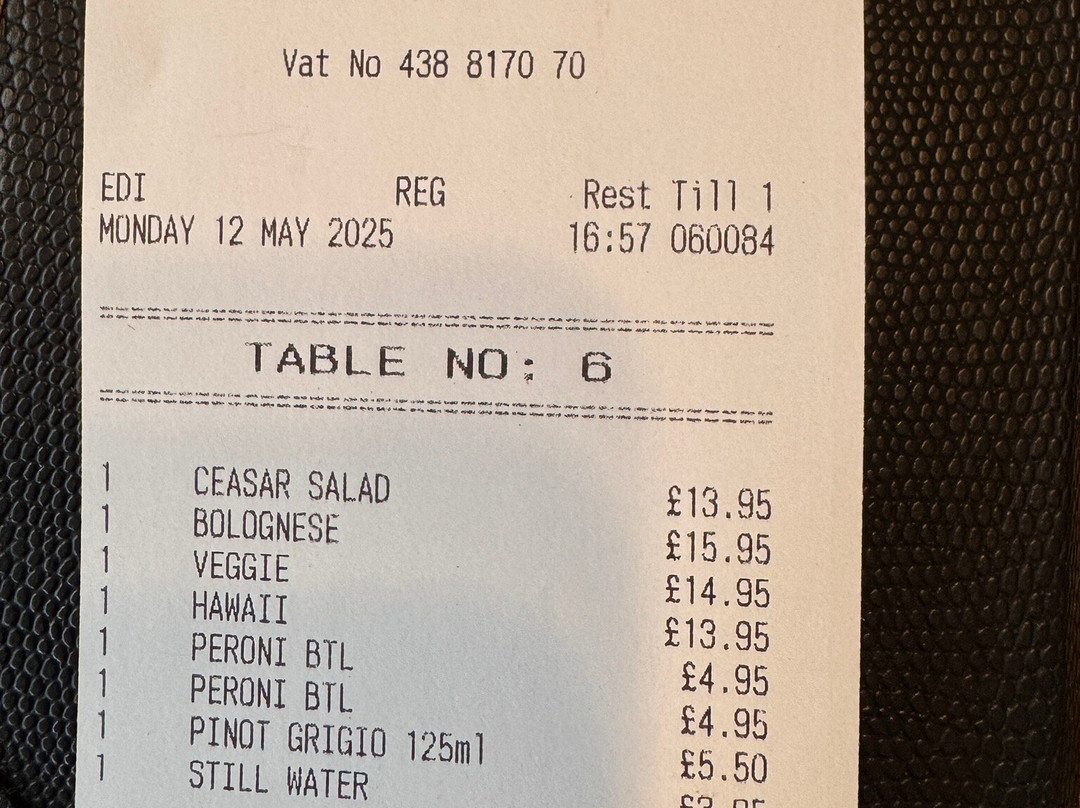 Vat No 438 8170 70
EDI REG Rest Till 1
MONDAY 12 MAY 2025 16:57 060084
TABLE NO: 6
1 CEASAR SALAD £13.95
1 BOLOGNESE £15.95
1 VEGGIE £14.95
1 HAWAII £13.95
1 PERONI BTL £4.95
1 PERONI BTL £4.95
1 PINOT GRIGIO 125ml £5.50
1 STILL WATER